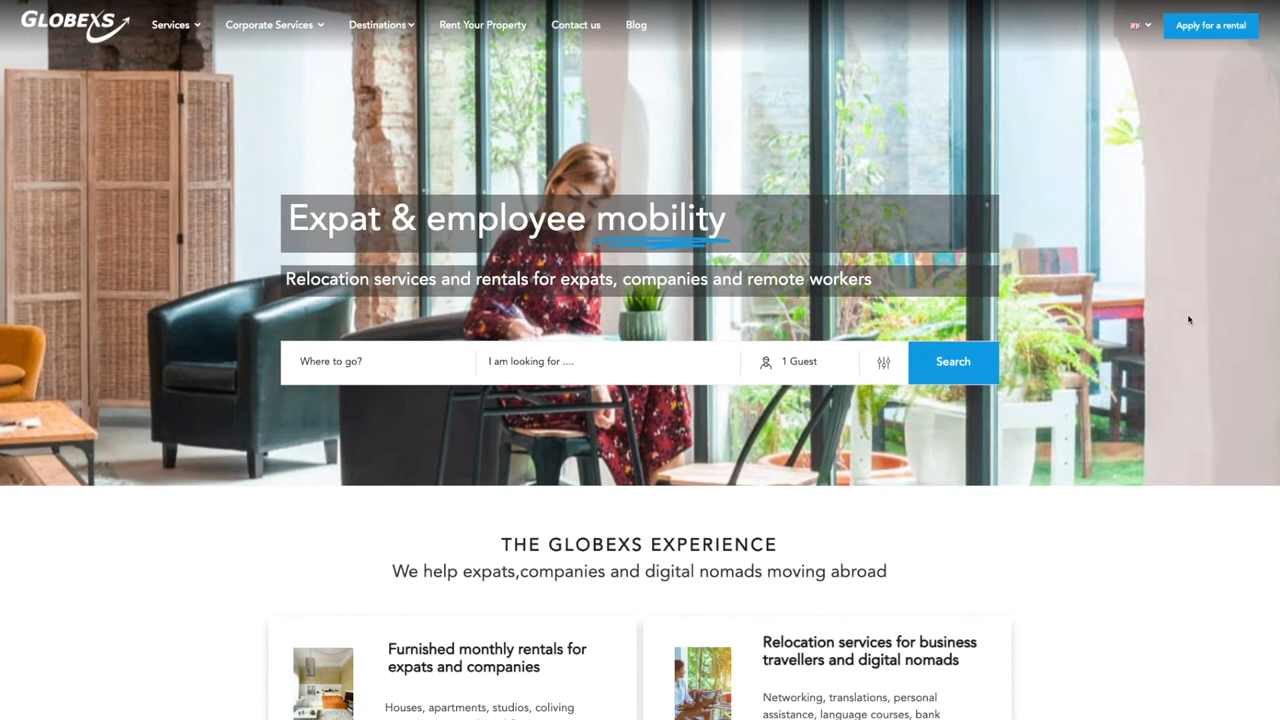 GLOBEXS
Services
Corporate Services
Destinations
Rent Your Property
Contact us
Blog
Apply for a rental
Expat & employee mobility
Relocation services and rentals for expats, companies and remote workers
Where to go?
I am looking for ....
1 Guest
Search
THE GLOBEXS EXPERIENCE
We help expats,companies and digital nomads moving abroad
Furnished monthly rentals for
expats and companies
Houses, apartments, studios, coliving
Relocation services for business
travellers and digital nomads
Networking, translations, personal
assistance, language courses, bank